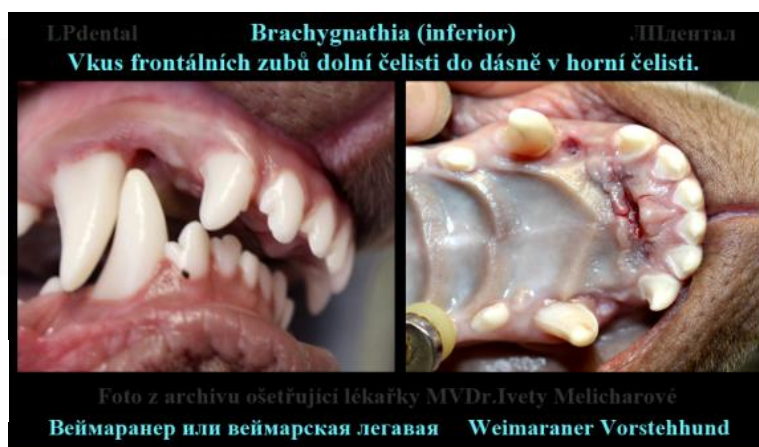 LPdental Brachygnathia (inferior) ЛПдентал
Vkus frontálních zubů dolní čelisti do dásně v horní čelisti.
Foto z archivu ošetřující lékařky MVDr.Ivety Melicharové
Веймаранер или веймарская легавая Weimaraner Vorstehhund